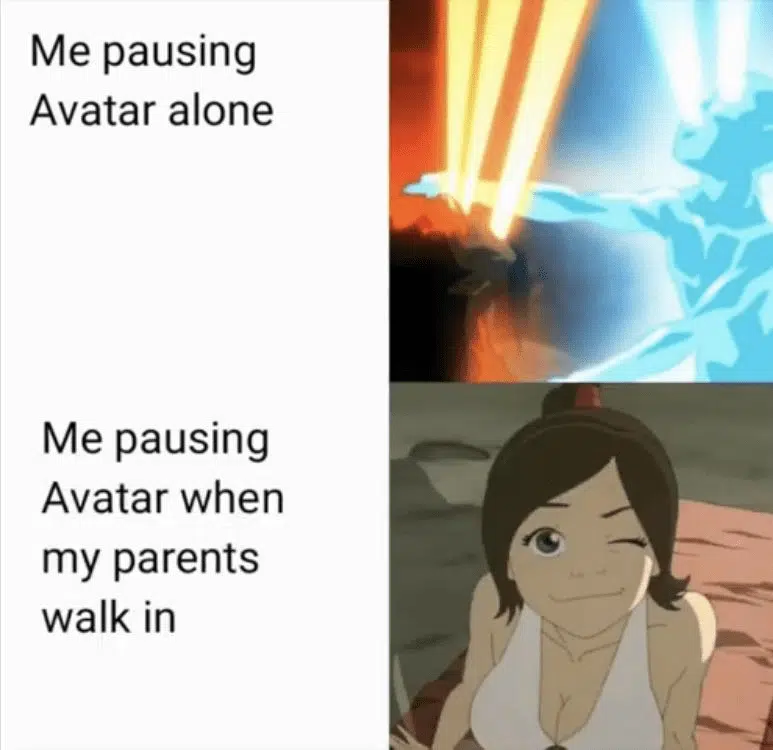 Me pausing
Avatar alone
Me pausing
Avatar when
my parents
walk in